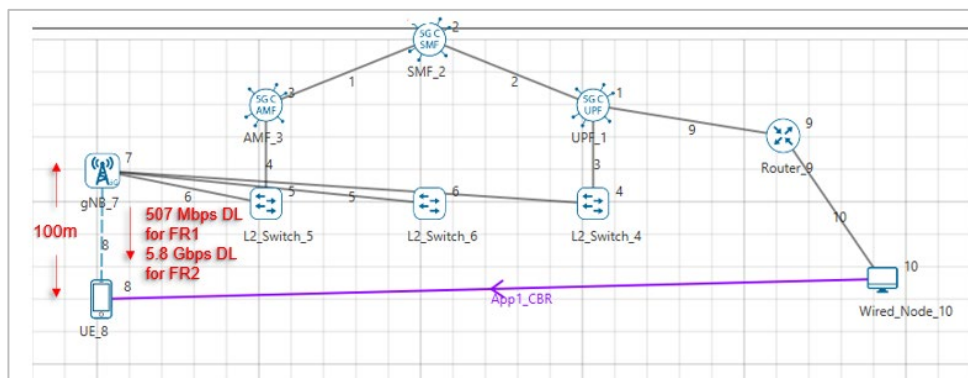 2
5G C
SMF
SMF_2
1
2
3
5G C
AMF
AMF_3
1
5G C
UPF
UPF_1
9
9
Router_9
7
gNB_7
4
3
6
5
L2_Switch_5
5
6
L2_Switch_6
4
L2_Switch_4
10
100m
507 Mbps DL
for FR1
5.8 Gbps DL
for FR2
8
8
UE_8
App1_CBR
10
Wired_Node_10